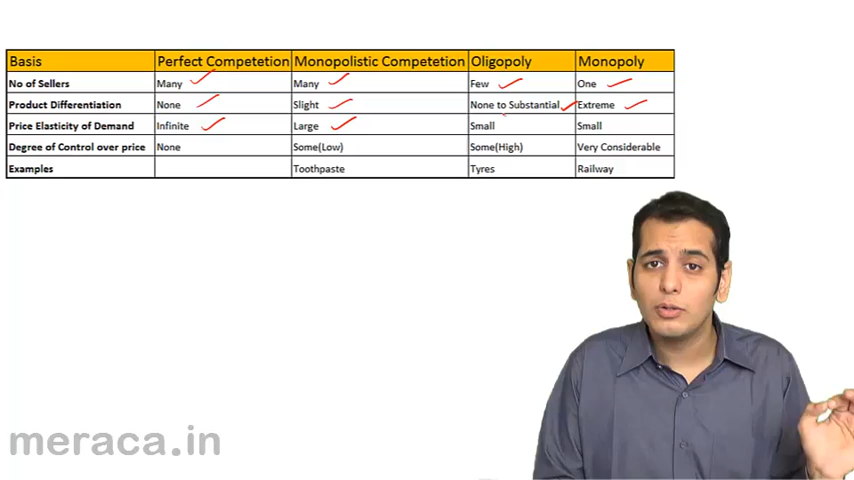 Basis Perfect Competetion Monopolistic Competetion Oligopoly Monopoly
No of Sellers Many Many Few One
Product Differentiation None Slight None to Substantial Extreme
Price Elasticity of Demand Infinite Large Small Small
Degree of Control over price None Some(Low) Some(High) Very Considerable
Examples Toothpaste Tyres Railway
meraca.in